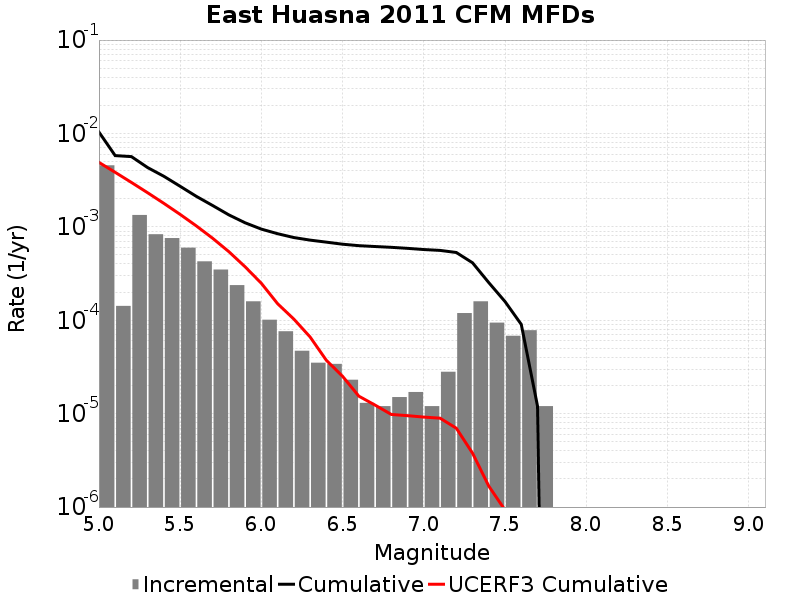 East Huasna 2011 CFM MFDs
10-1
10-2
10-3
10-4
10-5
10-6
Rate (1/yr)
5.0 5.5 6.0 6.5 7.0 7.5 8.0 8.5 9.0
Magnitude
Incremental Cumulative UCERF3 Cumulative